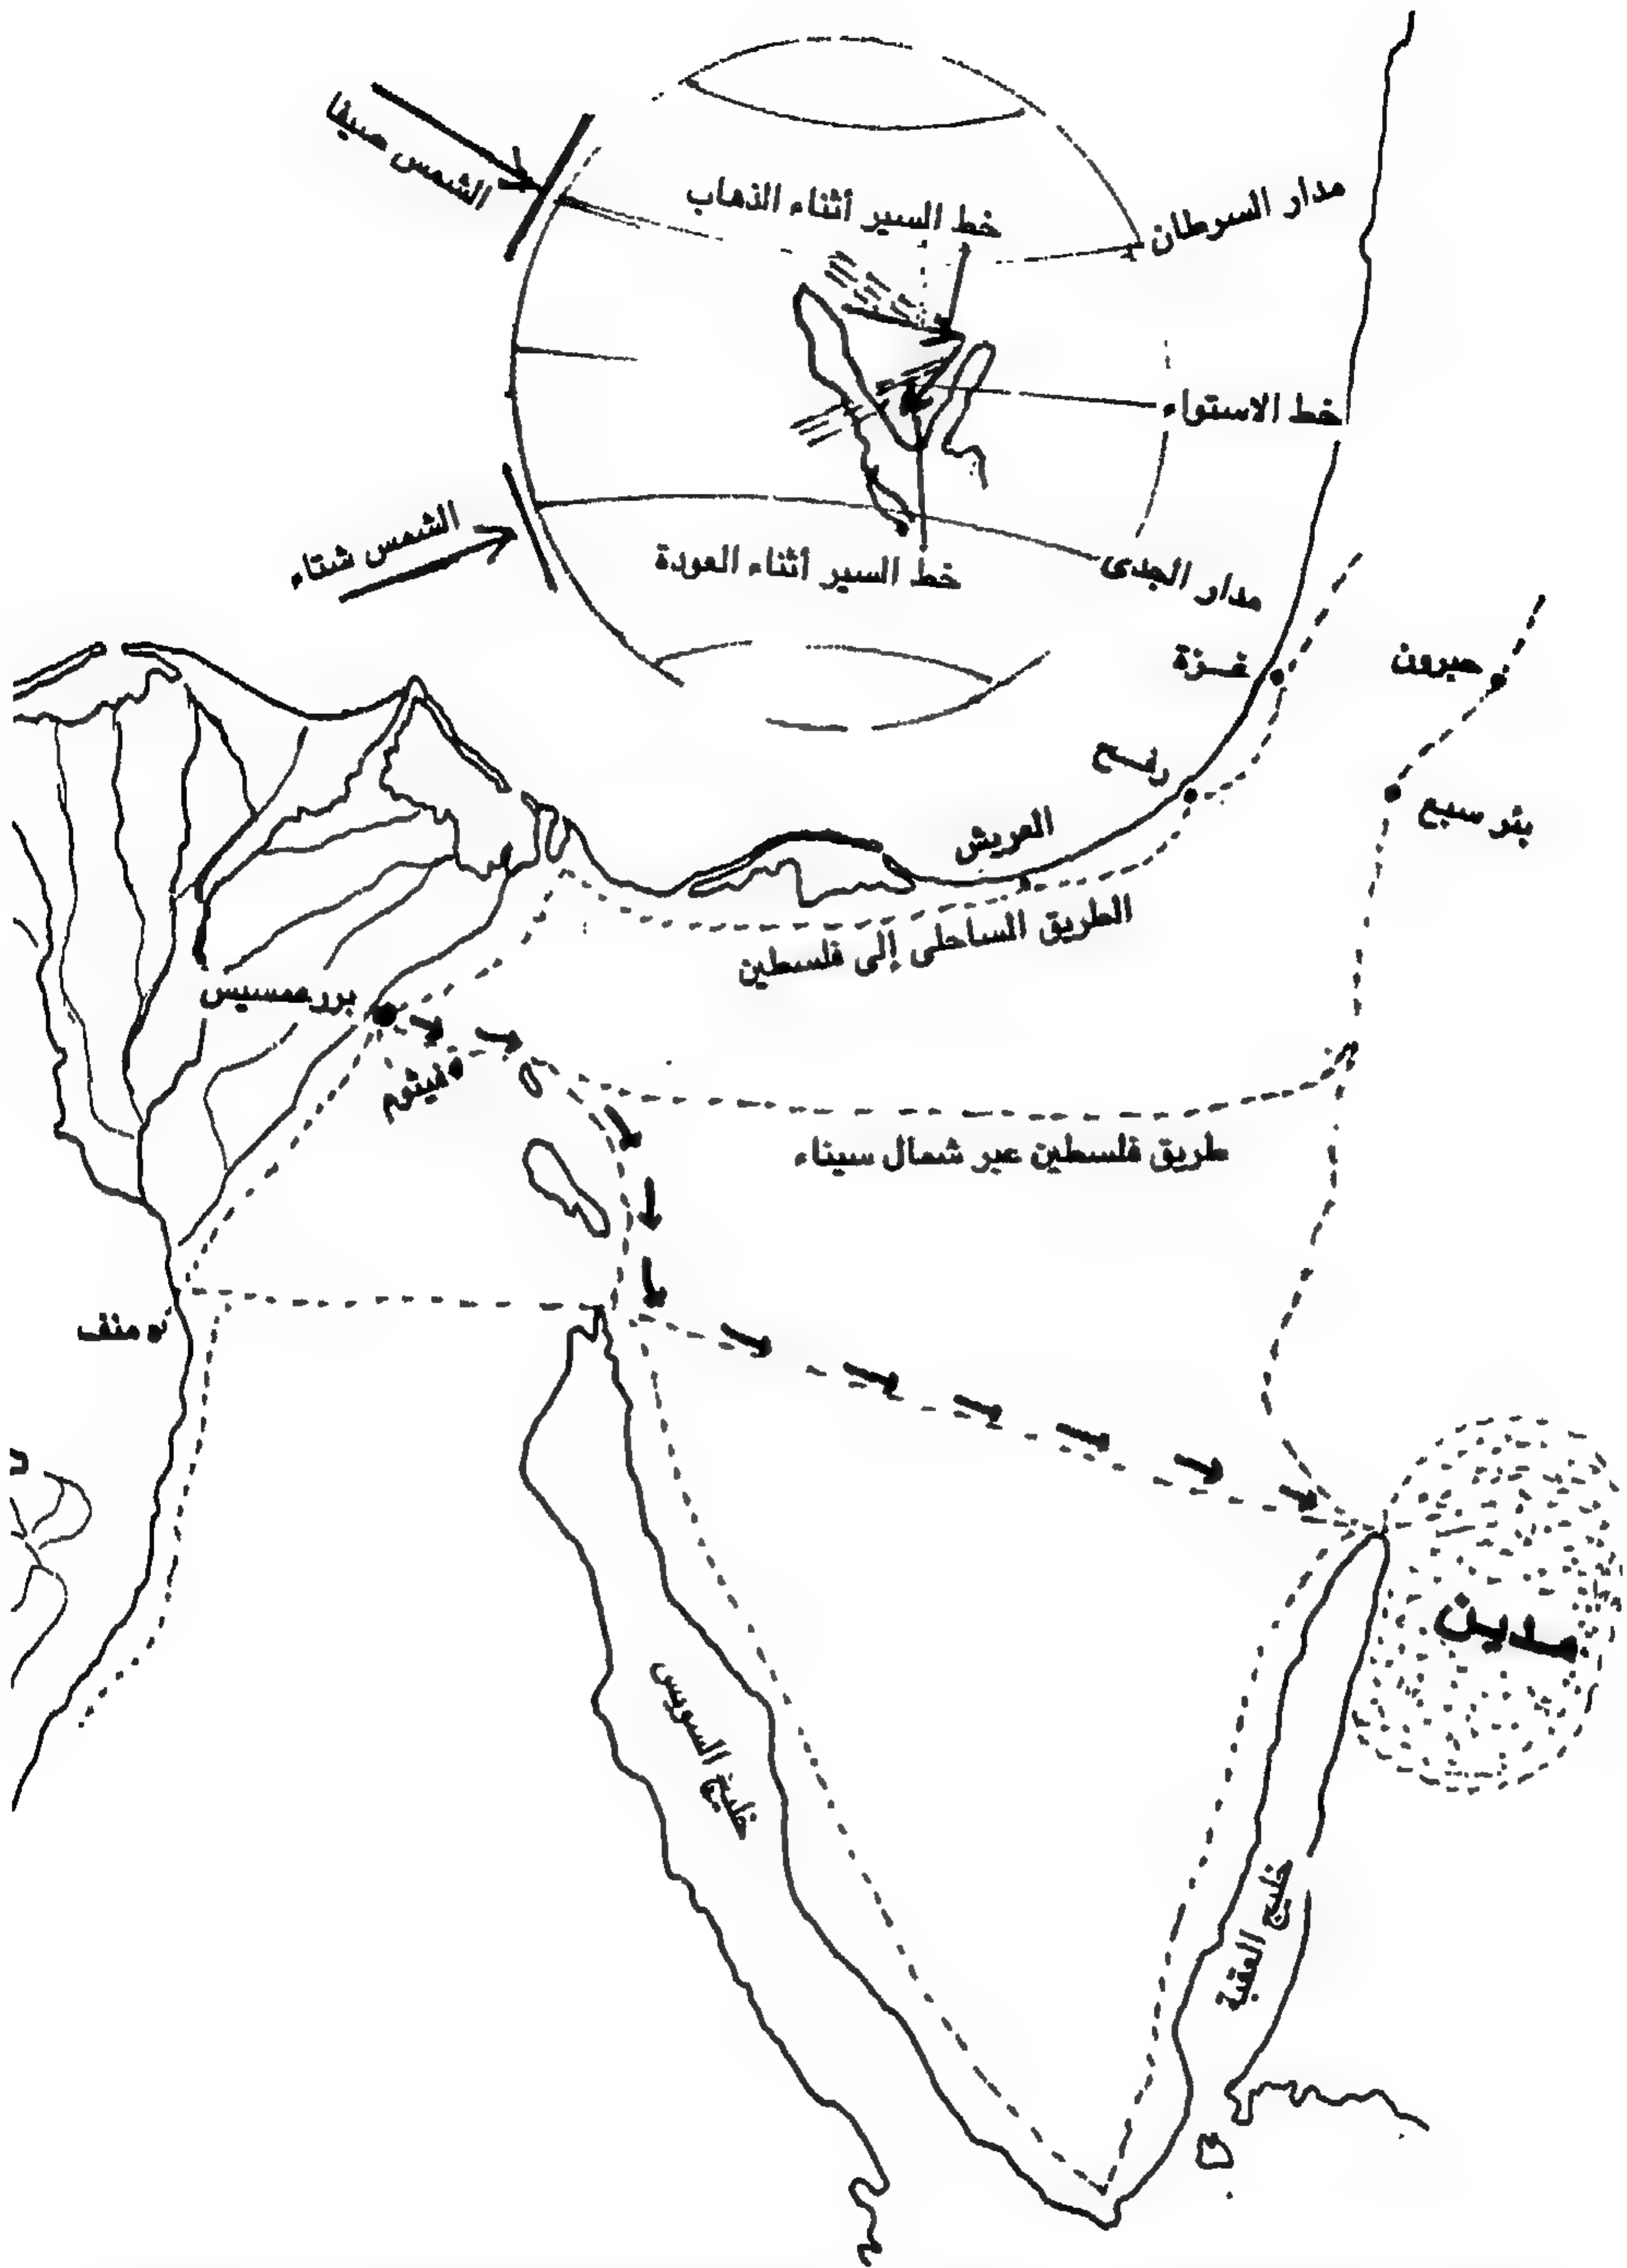 الشمس صيفا
خط السير أثناء الذهاب
مدار السرطان
خط الاستواء
الشمس شتاء
خط السير أثناء العودة
مدار الجدى
غزة
حبرون
رفح
بئر سبع
العريش
الطريق الساحلى إلى فلسطين
بررعمسيس
فيثوم
طريق فلسطين عبر شمال سيناء
منف
مدين
خليج السويس
خليج العقبة